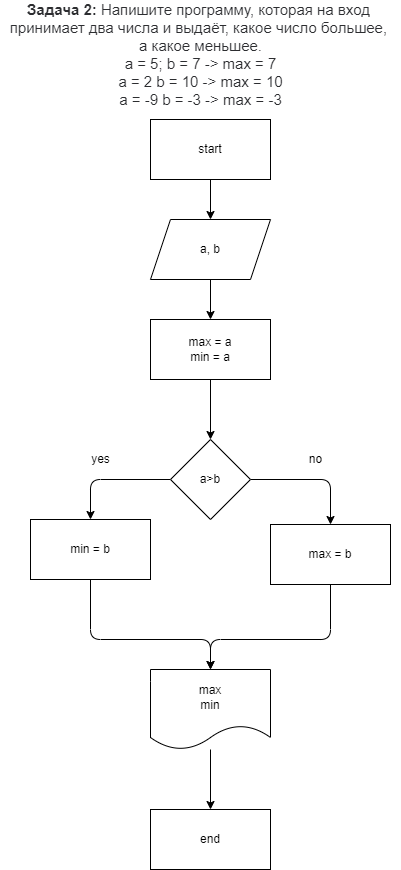 Задача 2: Напишите программу, которая на вход
принимает два числа и выдаёт, какое число большее,
а какое меньшее.
a = 5; b = 7 -> max = 7
a = 2 b = 10 -> max = 10
a = -9 b = -3 -> max = -3
start
a, b
max = a
min = a
a>b
yes
no
min = b
max = b
max
min
end